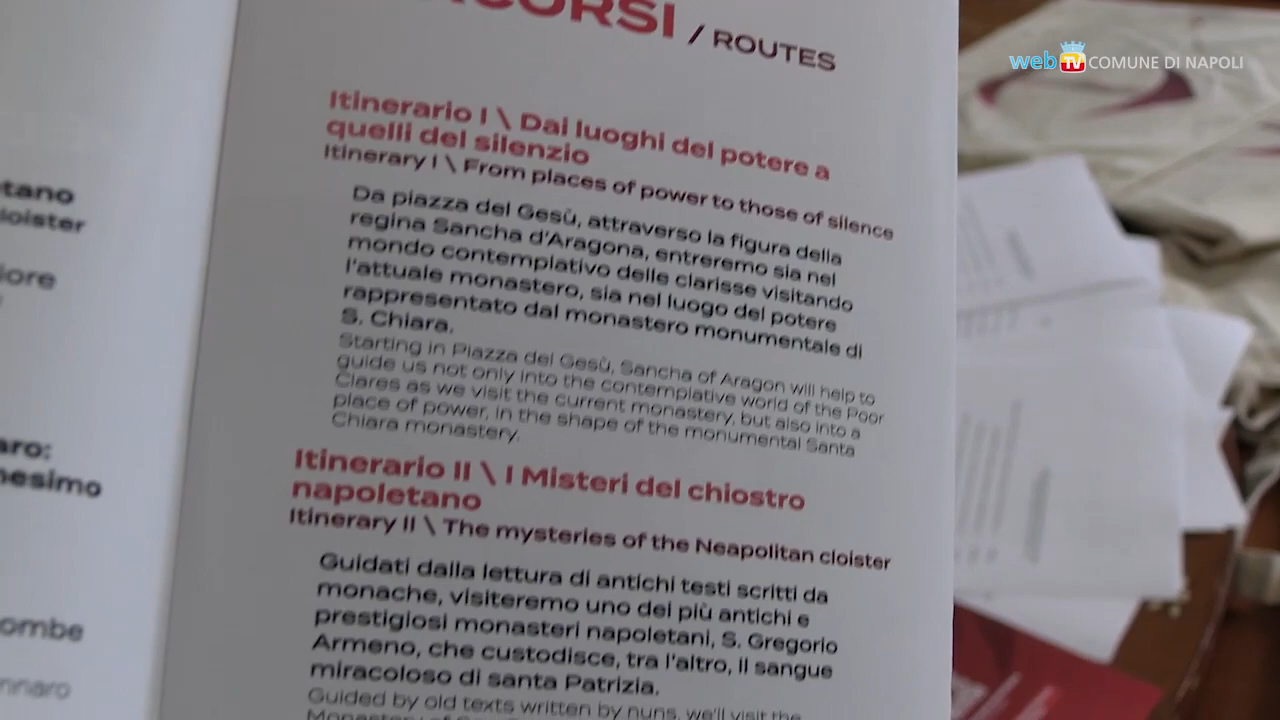 web TV COMUNE DI NAPOLI
/ ROUTES
Itinerario I \ Dai luoghi del potere a
quelli del silenzio
Itinerary I \ From places of power to those of silence
Da piazza del Gesù, attraverso la figura della
regina Sancha d'Aragona, entreremo sia nel
mondo contemplativo delle clarisse visitando
l'attuale monastero, sia nel luogo del potere
rappresentato dal monastero monumentale di
S. Chiara.
Starting in Piazza del Gesù, Sancha of Aragon will help to
guide us not only into the contemplative world of the Poor
Clares as we visit the current monastery, but also into a
place of power, in the shape of the monumental Santa
Chiara monastery.
Itinerario II \ I Misteri del chiostro
napoletano
Itinerary II \ The mysteries of the Neapolitan cloister
Guidati dalla lettura di antichi testi scritti da
monache, visiteremo uno dei più antichi e
prestigiosi monasteri napoletani, S. Gregorio
Armeno, che custodisce, tra l'altro, il sangue
miracoloso di santa Patrizia.
Guided by old texts written by nuns, we'll visit the